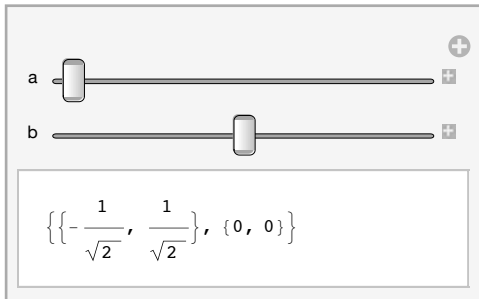 a
b
{{-1/√2, 1/√2}, {0, 0}}